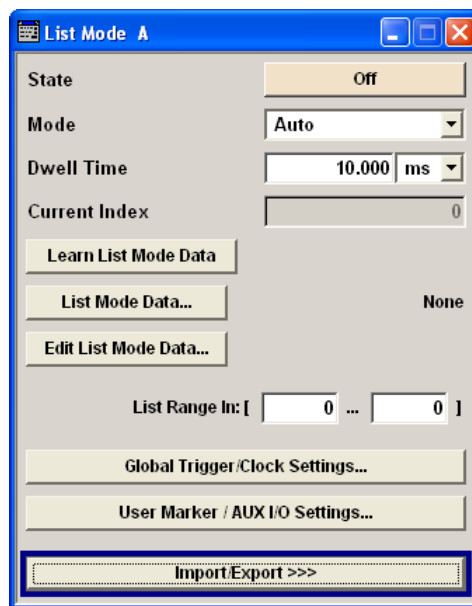 List Mode A
State Off
Mode Auto
Dwell Time 10.000 ms
Current Index 0
Learn List Mode Data
List Mode Data... None
Edit List Mode Data...
List Range In: [ 0 ... 0 ]
Global Trigger/Clock Settings...
User Marker / AUX I/O Settings...
Import/Export >>>